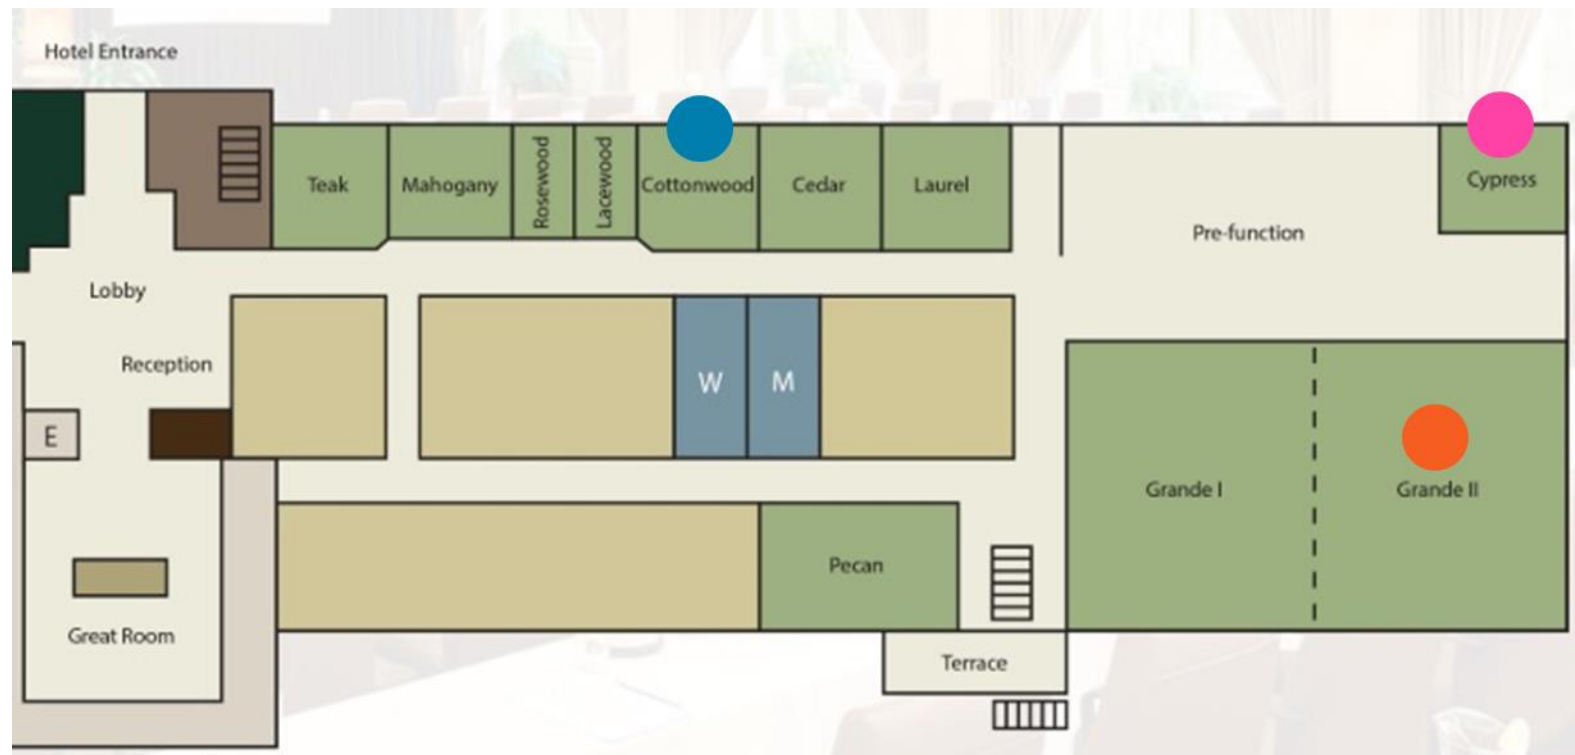 Hotel Entrance
Teak
Mahogany
Rosewood
Lacewood
Cottonwood
Cedar
Laurel
Cypress
Pre-function
Lobby
Reception
W
M
E
Grande I
Grande II
Pecan
Great Room
Terrace